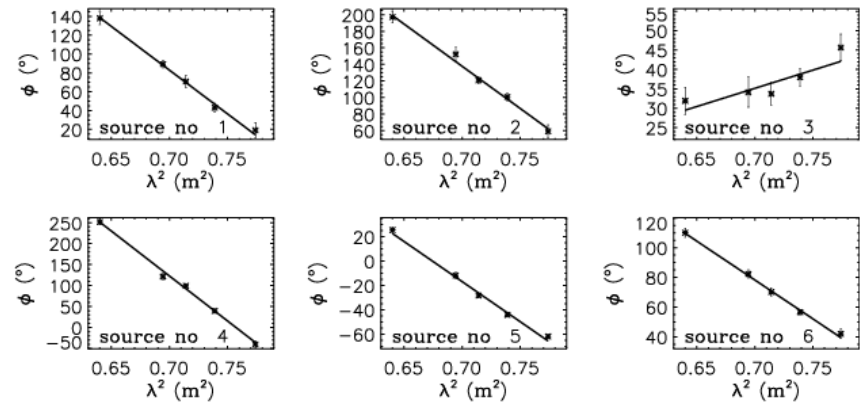 140
120
100
80
60
40
20
ϕ (°)
source no 1
0.65 0.70 0.75
λ² (m²)
200
180
160
140
120
100
80
60
ϕ (°)
source no 2
0.65 0.70 0.75
λ² (m²)
55
50
45
40
35
30
25
ϕ (°)
source no 3
0.65 0.70 0.75
λ² (m²)
250
200
150
100
50
0
−50
ϕ (°)
source no 4
0.65 0.70 0.75
λ² (m²)
20
0
−20
−40
−60
ϕ (°)
source no 5
0.65 0.70 0.75
λ² (m²)
120
100
80
60
40
ϕ (°)
source no 6
0.65 0.70 0.75
λ² (m²)